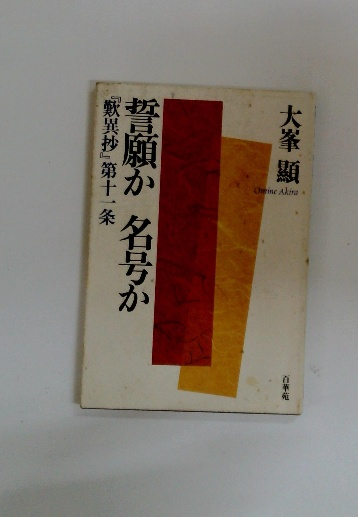 大峯 顯
Omine Akira
誓願か 名号か
『歎異抄』第十一条
百華苑